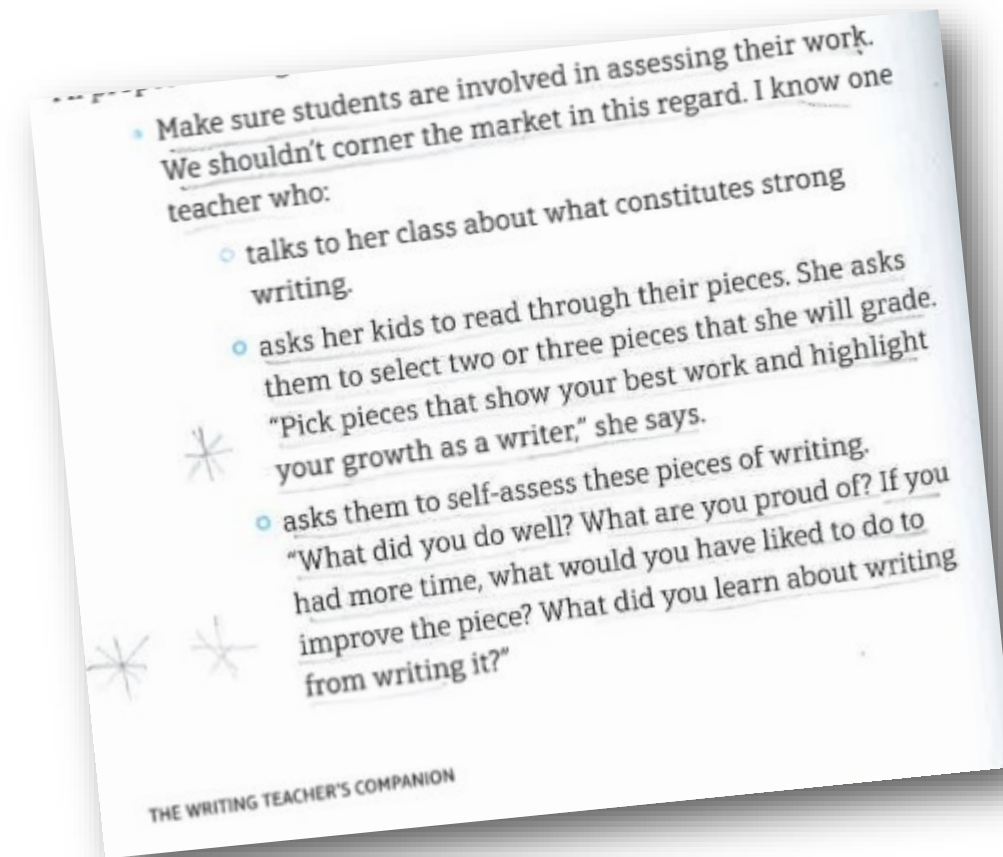 Make sure students are involved in assessing their work.
We shouldn't corner the market in this regard. I know one
teacher who:
talks to her class about what constitutes strong
writing.
asks her kids to read through their pieces. She asks
them to select two or three pieces that she will grade.
“Pick pieces that show your best work and highlight
your growth as a writer,” she says.
asks them to self-assess these pieces of writing.
“What did you do well? What are you proud of? If you
had more time, what would you have liked to do to
improve the piece? What did you learn about writing
from writing it?”
THE WRITING TEACHER'S COMPANION